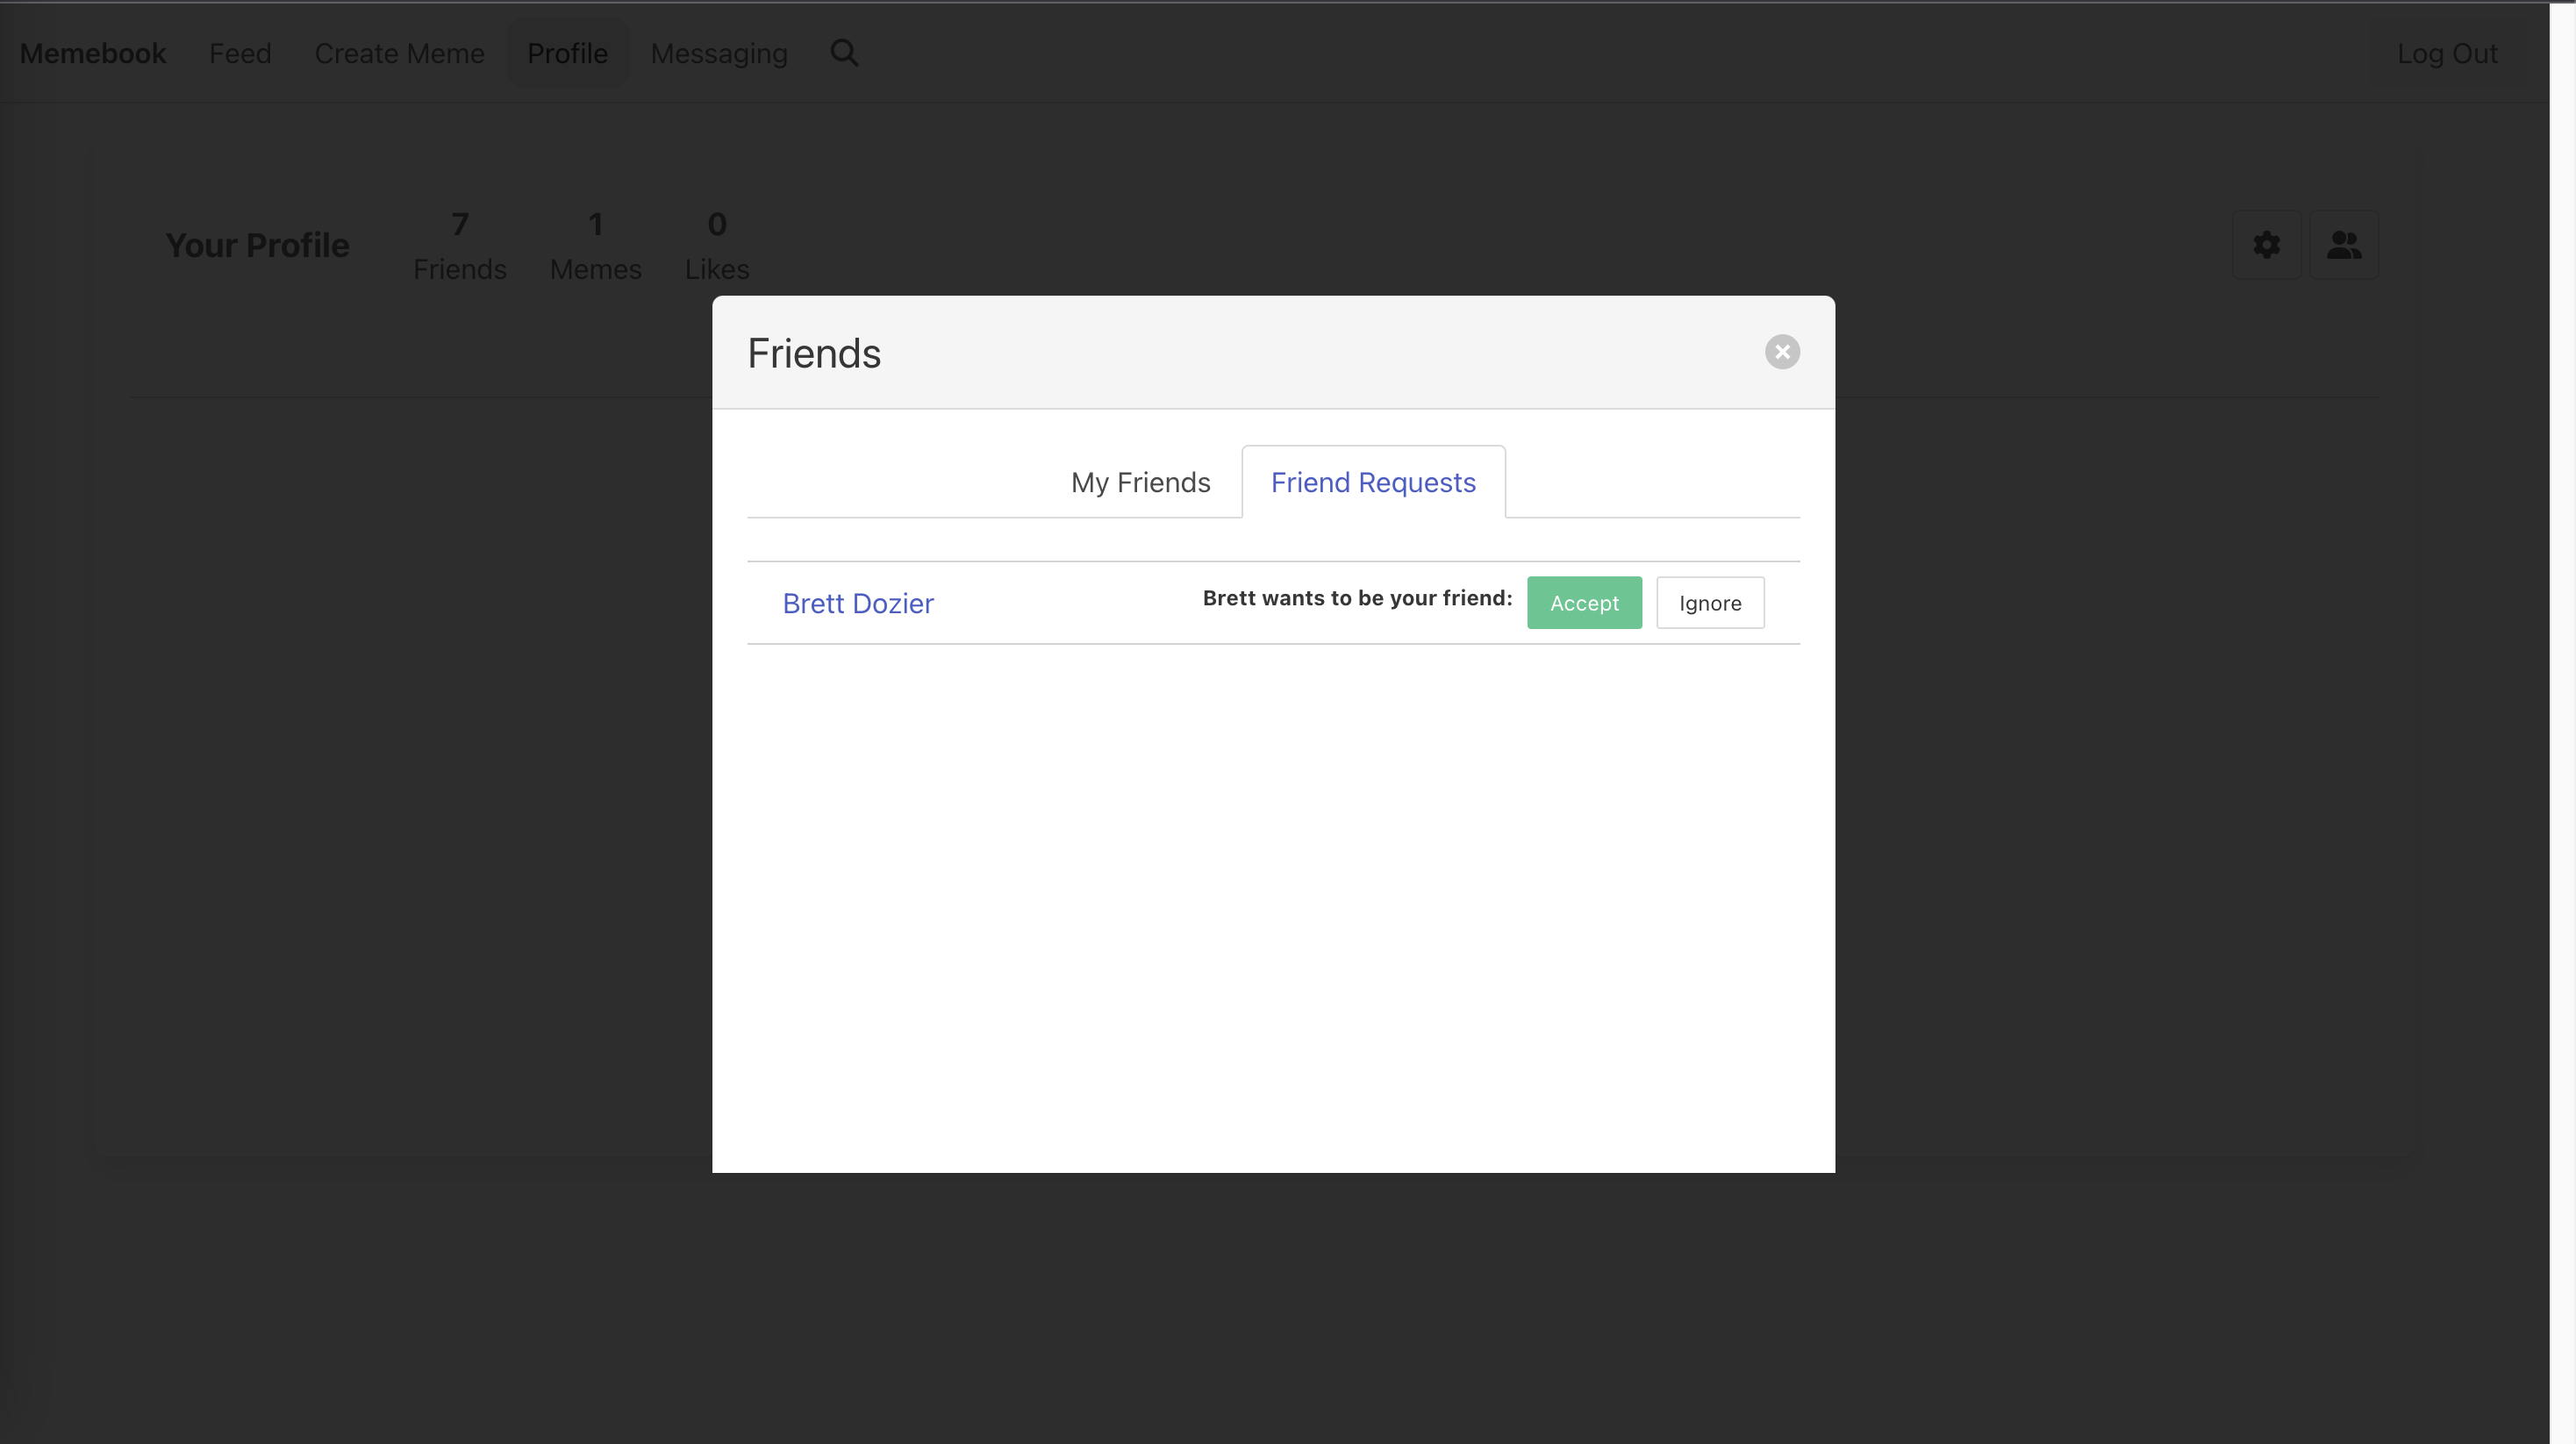 Memebook Feed Create Meme Profile Messaging Log Out
Your Profile
7 1 0
Friends Memes Likes
Friends
My Friends Friend Requests
Brett Dozier Brett wants to be your friend: Accept Ignore